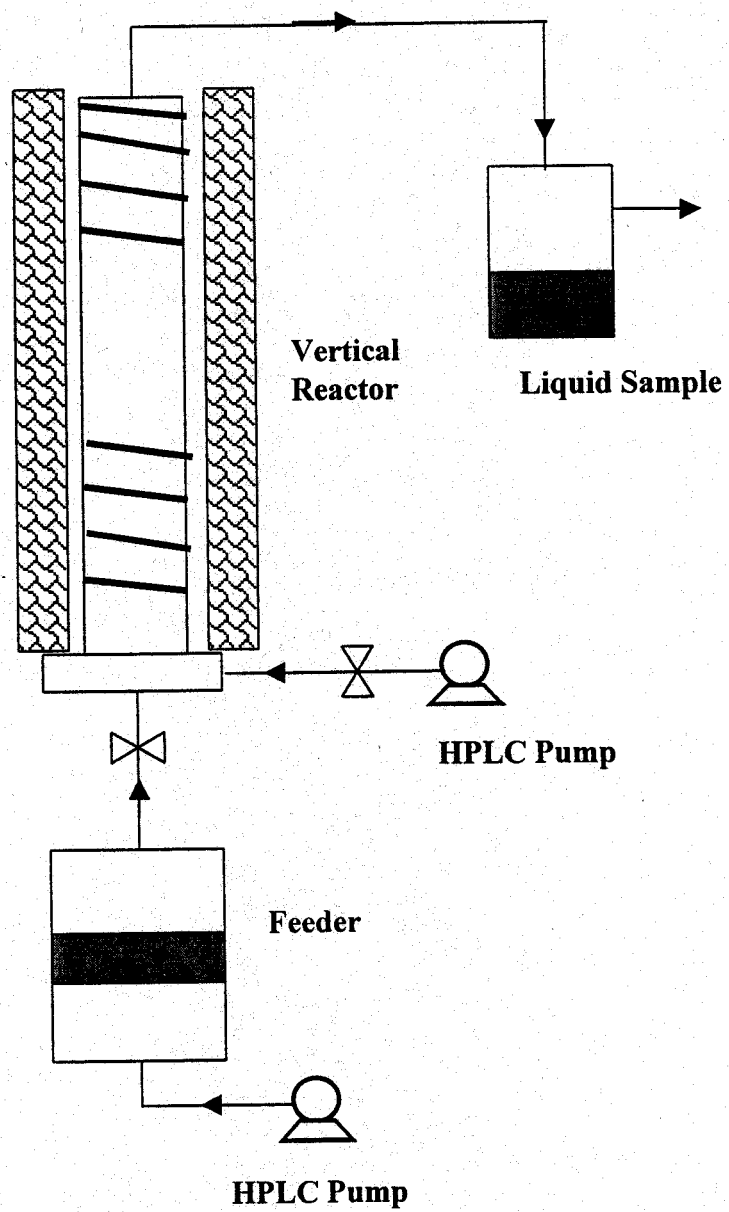 Vertical
Reactor
Liquid Sample
HPLC Pump
Feeder
HPLC Pump